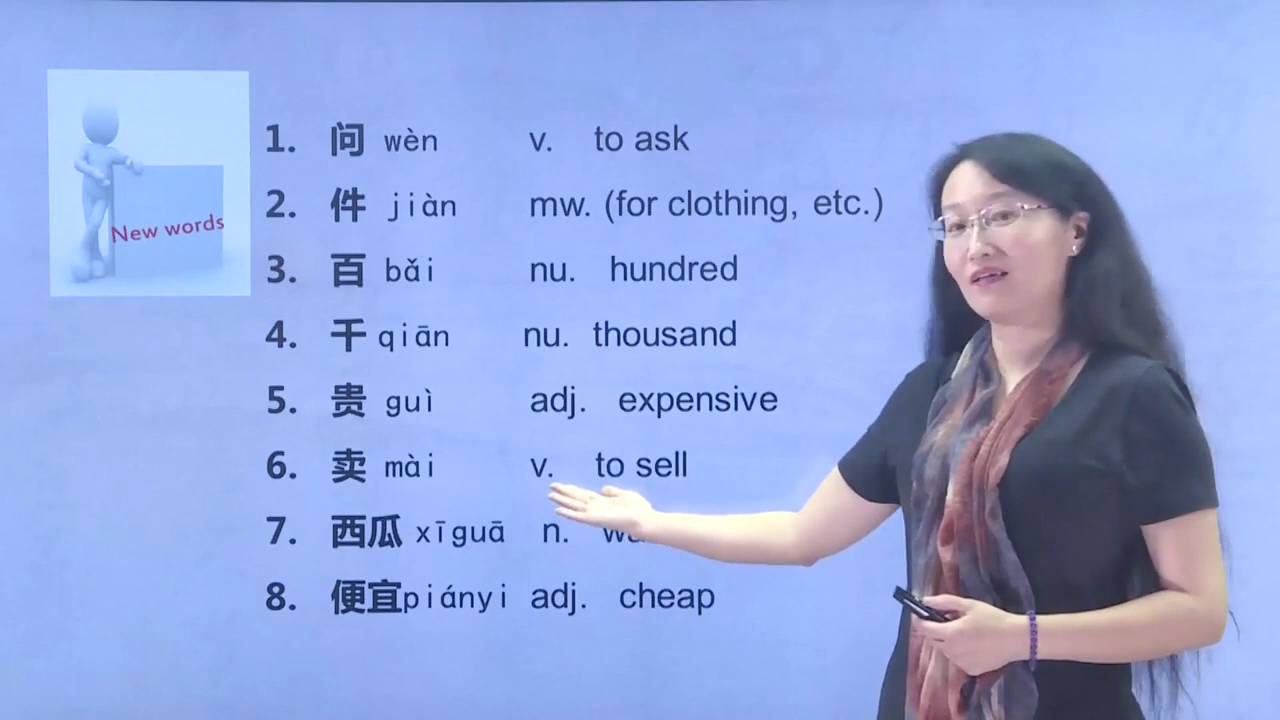 New words
1. 问 wèn v. to ask
2. 件 jiàn mw. (for clothing, etc.)
3. 百 bǎi nu. hundred
4. 千 qiān nu. thousand
5. 贵 guì adj. expensive
6. 卖 mài v. to sell
7. 西瓜 xīguā n.
8. 便宜 piányi adj. cheap